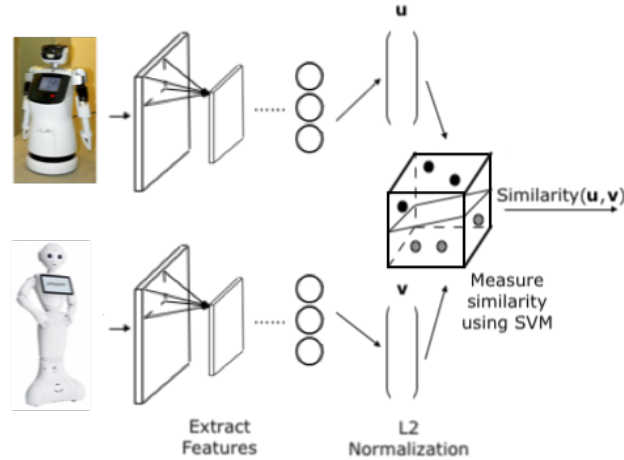 u
Similarity(u,v)
v
Measure
similarity
using SVM
Extract
Features
L2
Normalization